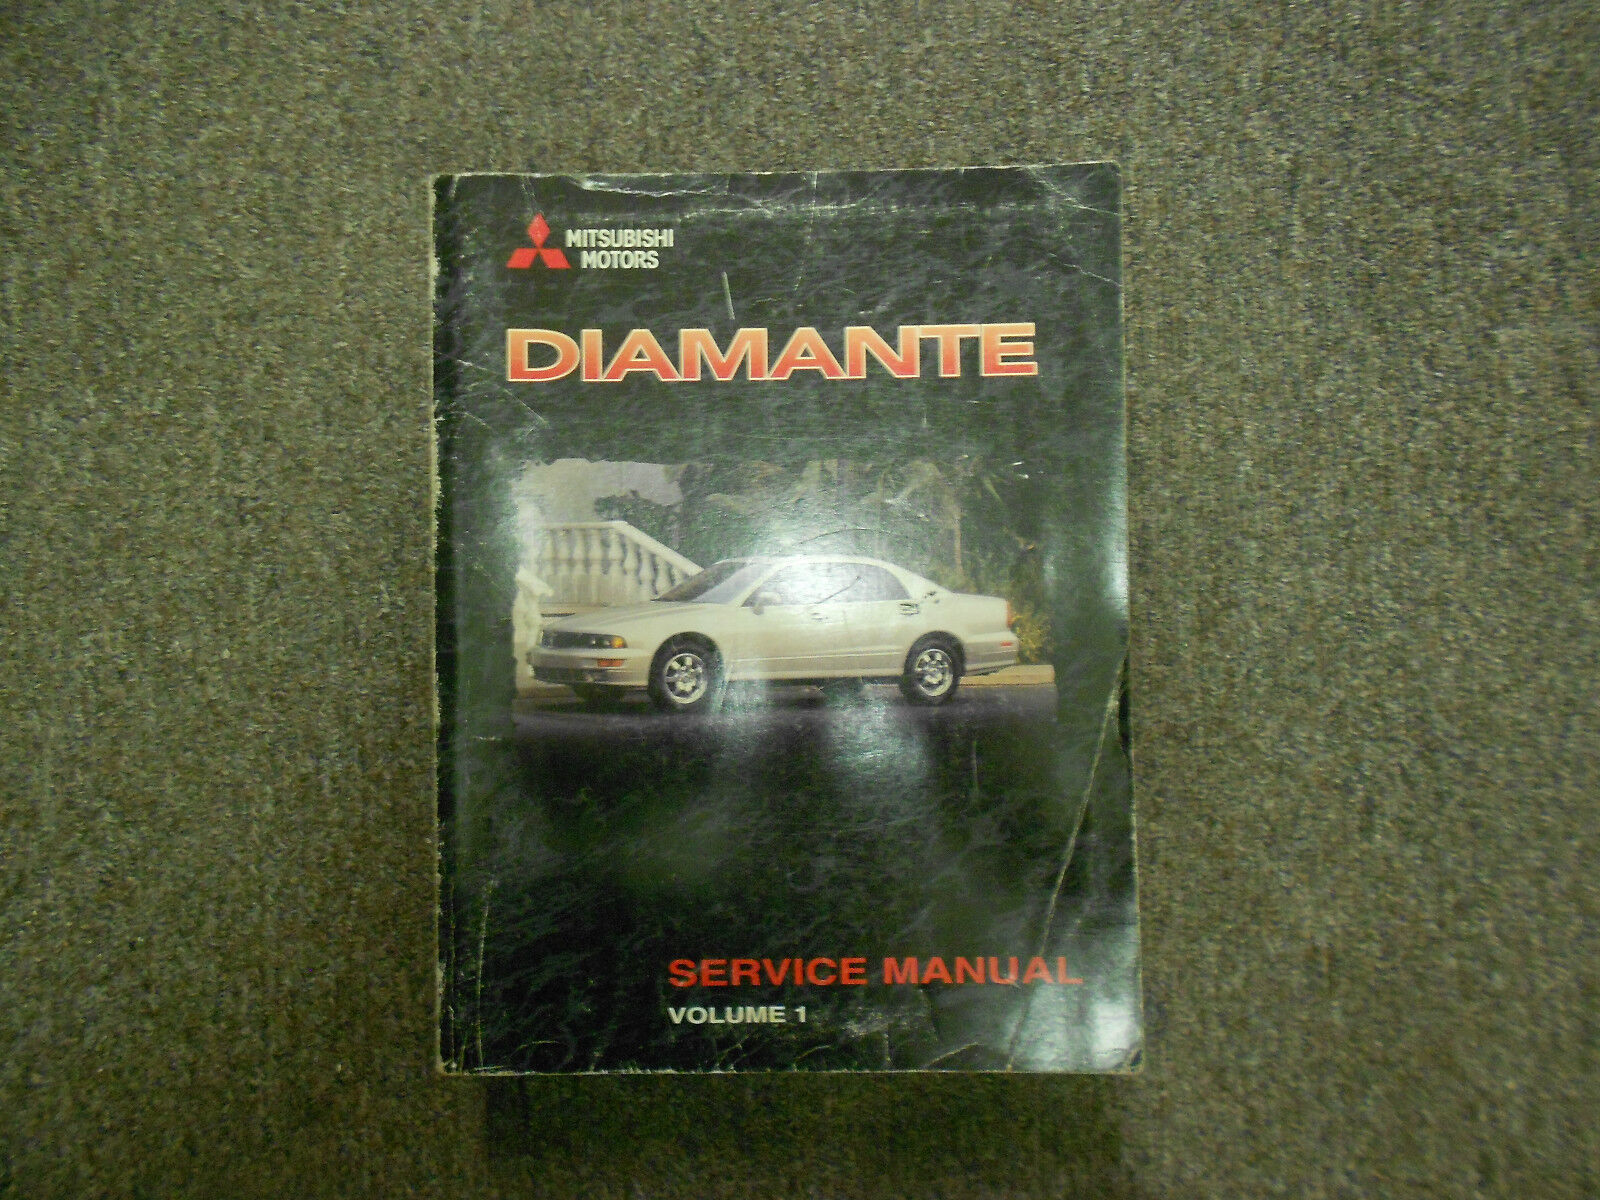 MITSUBISHI
MOTORS
DIAMANTE
SERVICE MANUAL
VOLUME 1